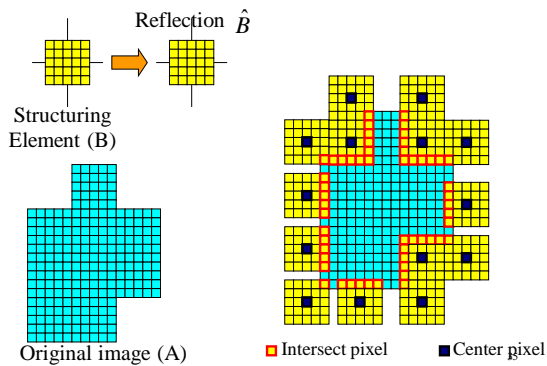 Reflection B̂
Structuring
Element (B)
Original image (A)
Intersect pixel
Center pixel